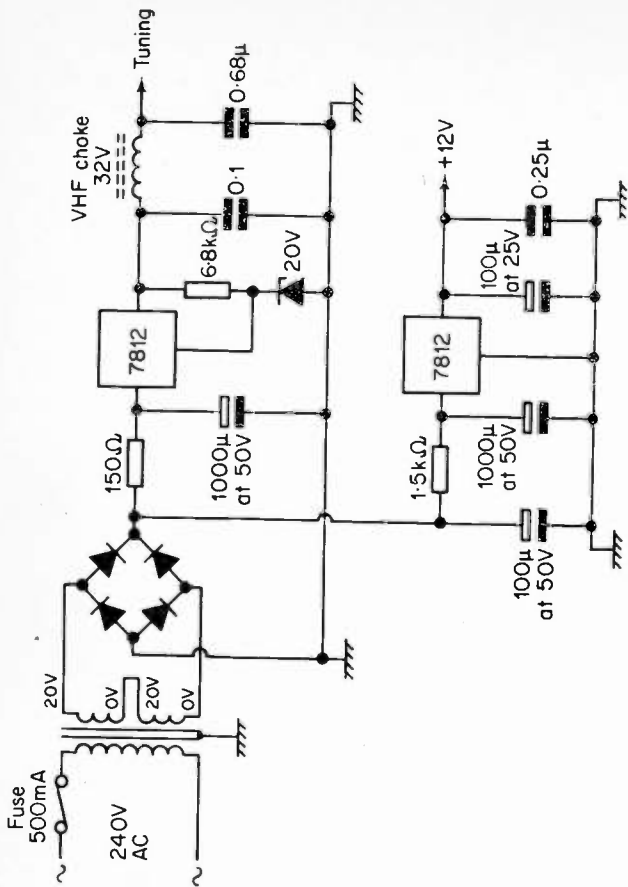 Fuse
500mA
~
240V
AC
~
20V
0V
20V
0V
150Ω
1000µ
at 50V
7812
6·8kΩ
20V
VHF choke
32V
0·1
0·68µ
Tuning
1·5kΩ
100µ
at 50V
1000µ
at 50V
7812
100µ
at 25V
0·25µ
+12V